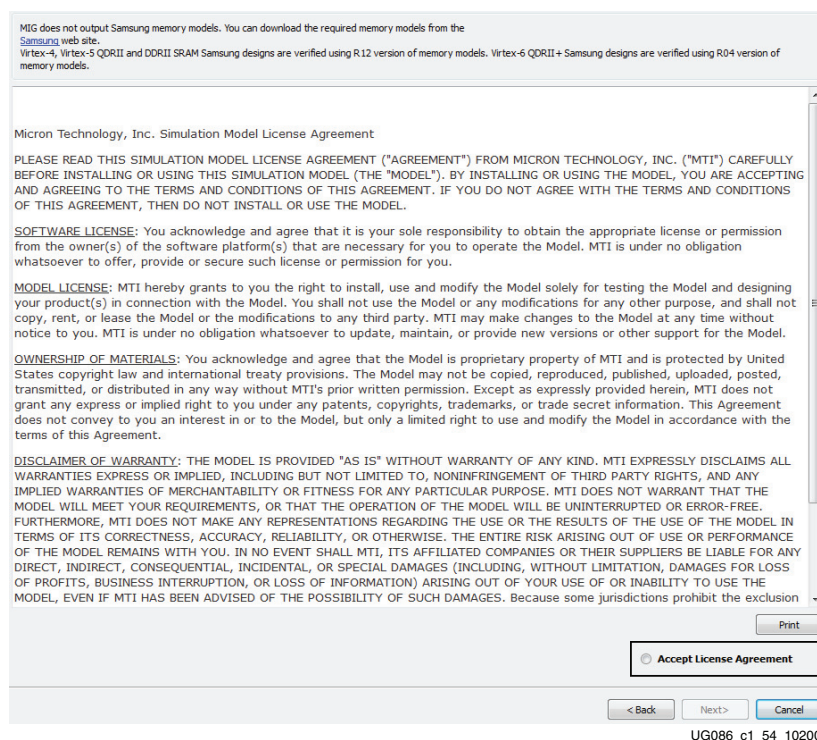 MIG does not output Samsung memory models. You can download the required memory models from the
Samsung web site.
Virtex-4, Virtex-5 QDRII and DDRII SRAM Samsung designs are verified using R12 version of memory models. Virtex-6 QDRII+ Samsung designs are verified using R04 version of
memory models.
Micron Technology, Inc. Simulation Model License Agreement
PLEASE READ THIS SIMULATION MODEL LICENSE AGREEMENT ("AGREEMENT") FROM MICRON TECHNOLOGY, INC. ("MTI") CAREFULLY
BEFORE INSTALLING OR USING THIS SIMULATION MODEL (THE "MODEL"). BY INSTALLING OR USING THE MODEL, YOU ARE ACCEPTING
AND AGREEING TO THE TERMS AND CONDITIONS OF THIS AGREEMENT. IF YOU DO NOT AGREE WITH THE TERMS AND CONDITIONS
OF THIS AGREEMENT, THEN DO NOT INSTALL OR USE THE MODEL.
SOFTWARE LICENSE: You acknowledge and agree that it is your sole responsibility to obtain the appropriate license or permission
from the owner(s) of the software platform(s) that are necessary for you to operate the Model. MTI is under no obligation
whatsoever to offer, provide or secure such license or permission for you.
MODEL LICENSE: MTI hereby grants to you the right to install, use and modify the Model solely for testing the Model and designing
your product(s) in connection with the Model. You shall not use the Model or any modifications for any other purpose, and shall not
copy, rent, or lease the Model or the modifications to any third party. MTI may make changes to the Model at any time without
notice to you. MTI is under no obligation whatsoever to update, maintain, or provide new versions or other support for the Model.
OWNERSHIP OF MATERIALS: You acknowledge and agree that the Model is proprietary property of MTI and is protected by United
States copyright law and international treaty provisions. The Model may not be copied, reproduced, published, uploaded, posted,
transmitted, or distributed in any way without MTI's prior written permission. Except as expressly provided herein, MTI does not
grant any express or implied right to you under any patents, copyrights, trademarks, or trade secret information. This Agreement
does not convey to you an interest in or to the Model, but only a limited right to use and modify the Model in accordance with the
terms of this Agreement.
DISCLAIMER OF WARRANTY: THE MODEL IS PROVIDED "AS IS" WITHOUT WARRANTY OF ANY KIND. MTI EXPRESSLY DISCLAIMS ALL
WARRANTIES EXPRESS OR IMPLIED, INCLUDING BUT NOT LIMITED TO, NONINFRINGEMENT OF THIRD PARTY RIGHTS, AND ANY
IMPLIED WARRANTIES OF MERCHANTABILITY OR FITNESS FOR ANY PARTICULAR PURPOSE. MTI DOES NOT WARRANT THAT THE
MODEL WILL MEET YOUR REQUIREMENTS, OR THAT THE OPERATION OF THE MODEL WILL BE UNINTERRUPTED OR ERROR-FREE.
FURTHERMORE, MTI DOES NOT MAKE ANY REPRESENTATIONS REGARDING THE USE OR THE RESULTS OF THE USE OF THE MODEL IN
TERMS OF ITS CORRECTNESS, ACCURACY, RELIABILITY, OR OTHERWISE. THE ENTIRE RISK ARISING OUT OF USE OR PERFORMANCE
OF THE MODEL REMAINS WITH YOU. IN NO EVENT SHALL MTI, ITS AFFILIATED COMPANIES OR THEIR SUPPLIERS BE LIABLE FOR ANY
DIRECT, INDIRECT, CONSEQUENTIAL, INCIDENTAL, OR SPECIAL DAMAGES (INCLUDING, WITHOUT LIMITATION, DAMAGES FOR LOSS
OF PROFITS, BUSINESS INTERRUPTION, OR LOSS OF INFORMATION) ARISING OUT OF YOUR USE OF OR INABILITY TO USE THE
MODEL, EVEN IF MTI HAS BEEN ADVISED OF THE POSSIBILITY OF SUCH DAMAGES. Because some jurisdictions prohibit the exclusion
Print
Accept License Agreement
< Back Next> Cancel
UG086_c1_54_10200